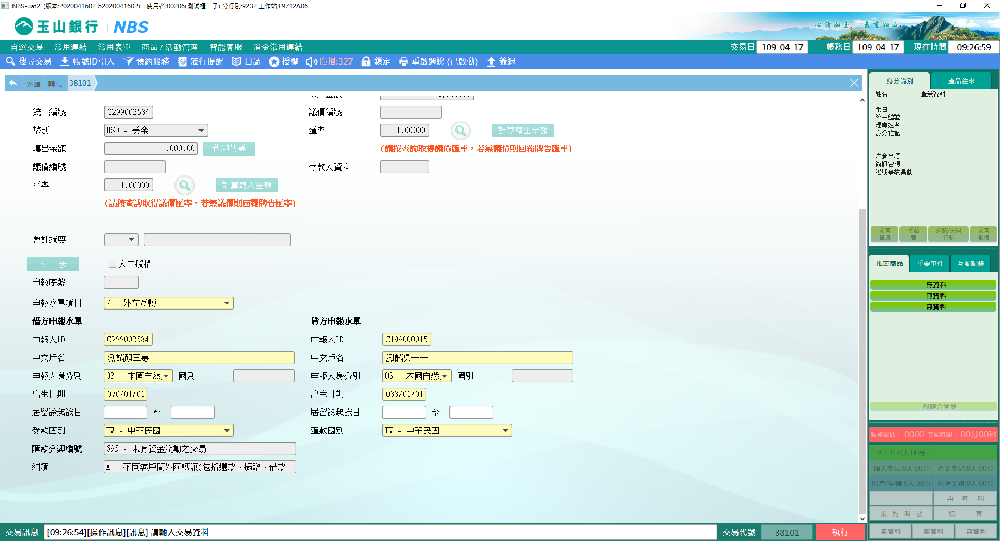 NBS-uat2 (版本:2020041602.b2020041602) 使用者:00206(測試櫃一子) 分行別:9232 工作站:L9712A06
玉山銀行 | NBS
心清如玉。義重如山。
自選交易 常用連結 常用表單 商品 / 活動管理 智能客服 消金常用連結 交易日 109-04-17 帳務日 109-04-17 現在時間 09:26:59
搜尋交易 帳號ID引入 預約服務 蒞行提醒 日誌 授權 廣播:327 鎖定 重啟週邊 (已啟動) 簽退
外匯 轉帳 38101
統一編號 C299002584 議價編號
幣別 USD - 美金 匯率 1.00000 計算轉出金額
轉出金額 1,000.00 代印傳票 (請按查詢取得議價匯率，若無議價則回覆牌告匯率)
議價編號 存款人資料
匯率 1.00000 計算轉入金額
(請按查詢取得議價匯率，若無議價則回覆牌告匯率)
會計摘要
下一步 人工授權
申報序號
申報水單項目 7 - 外存互轉
借方申報水單 貸方申報水單
申報人ID C299002584 申報人ID C199000015
中文戶名 測試顏三寒 中文戶名 測試吳一一
申報人身分別 03 - 本國自然 國別 申報人身分別 03 - 本國自然 國別
出生日期 070/01/01 出生日期 088/01/01
居留證起訖日 至 居留證起訖日 至
受款國別 TW - 中華民國 匯款國別 TW - 中華民國
匯款分類編號 695 - 未有資金流動之交易
細項 A - 不同客戶間外匯轉讓(包括還款、捐贈、借款
身分識別 產品往來
姓名 查無資料
生日
統一編號
理專姓名
身分註記
注意事項
簡訊密碼
近期事故異動
顧客資訊 手續費 通路/共同行銷 顧客影像
推薦商品 重要事件 互動記錄
無資料
無資料
無資料
一般轉介登錄
服務號碼： 0000 等候時間： 00分00秒
ＶＩＰ:0人 00分
個人交易:0人 00分 企業交易:0人 00分
開戶/申請:0人 00分 外匯業務:0人 00分
再 呼 叫
預 約 叫 號 結 束
無資料 無資料 無資料
交易訊息 [09:26:54][操作訊息][訊息] 請輸入交易資料 交易代號 38101 執行